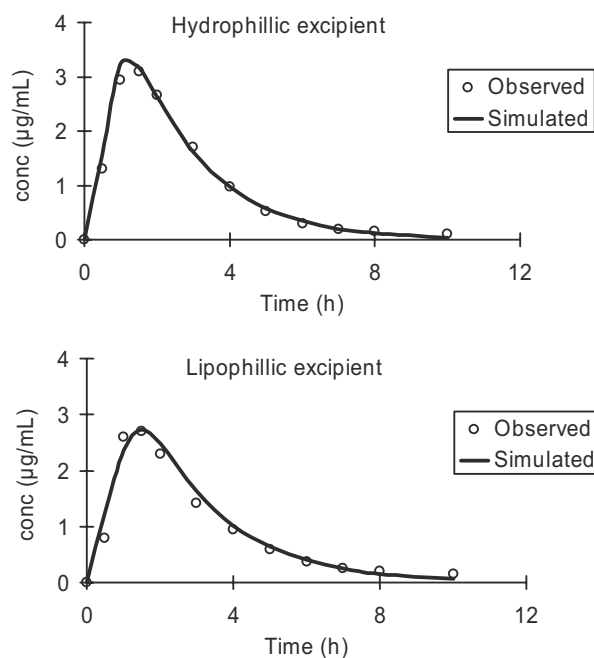 Hydrophillic excipient
4
3
2
1
0
conc (µg/mL)
0 4 8 12
Time (h)
Observed
Simulated
Lipophillic excipient
4
3
2
1
0
conc (µg/mL)
0 4 8 12
Time (h)
Observed
Simulated